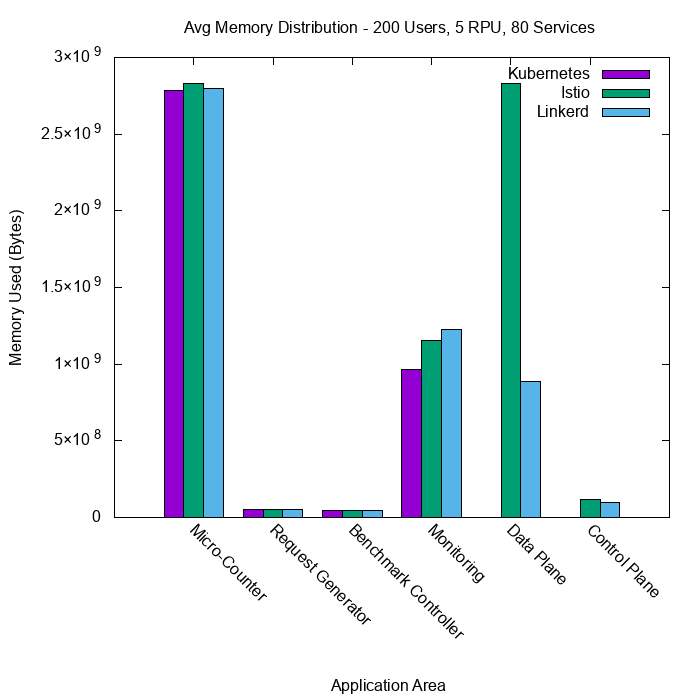 Avg Memory Distribution - 200 Users, 5 RPU, 80 Services
3×10⁹
2.5×10⁹
2×10⁹
1.5×10⁹
1×10⁹
5×10⁸
0
Memory Used (Bytes)
Kubernetes
Istio
Linkerd
Micro-Counter
Request Generator
Benchmark Controller
Monitoring
Data Plane
Control Plane
Application Area